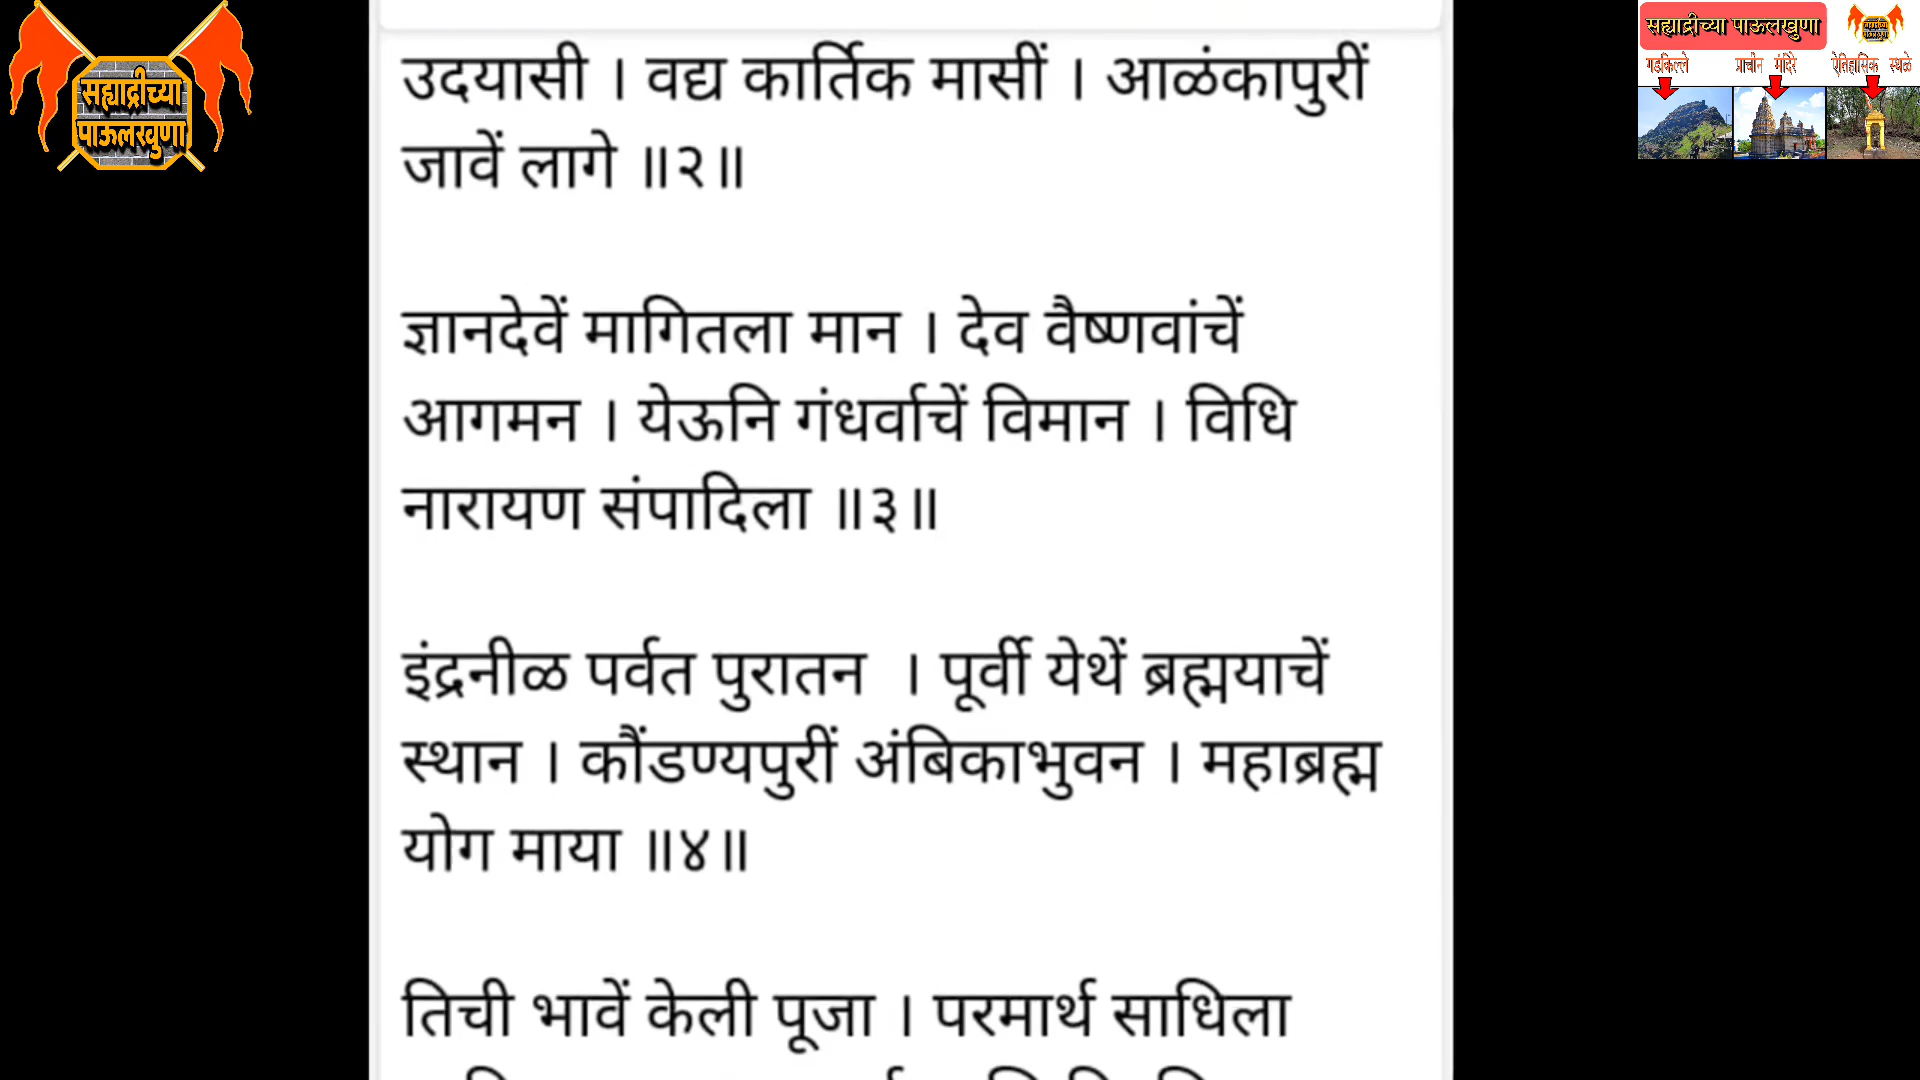 सह्याद्रीच्या
पाऊलखुणा
सह्याद्रीच्या पाऊलखुणा
गडकिल्ले प्राचीन मंदिरे ऐतिहासिक स्थळे
उदयासी । वद्य कार्तिक मासीं । आळंकापुरीं
जावें लागे ॥२॥
ज्ञानदेवें मागितला मान । देव वैष्णवांचें
आगमन । येऊनि गंधर्वाचें विमान । विधि
नारायण संपादिला ॥३॥
इंद्रनीळ पर्वत पुरातन । पूर्वी येथें ब्रह्मयाचें
स्थान । कौंडण्यपुरीं अंबिकाभुवन । महाब्रह्म
योग माया ॥४॥
तिची भावें केली पूजा । परमार्थ साधिला